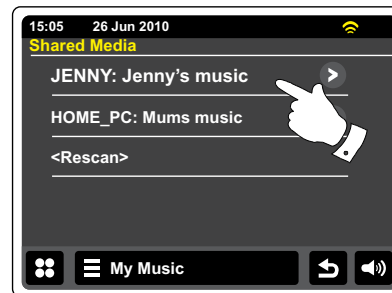 15:05 26 Jun 2010
Shared Media
JENNY: Jenny's music
HOME_PC: Mums music
<Rescan>
My Music